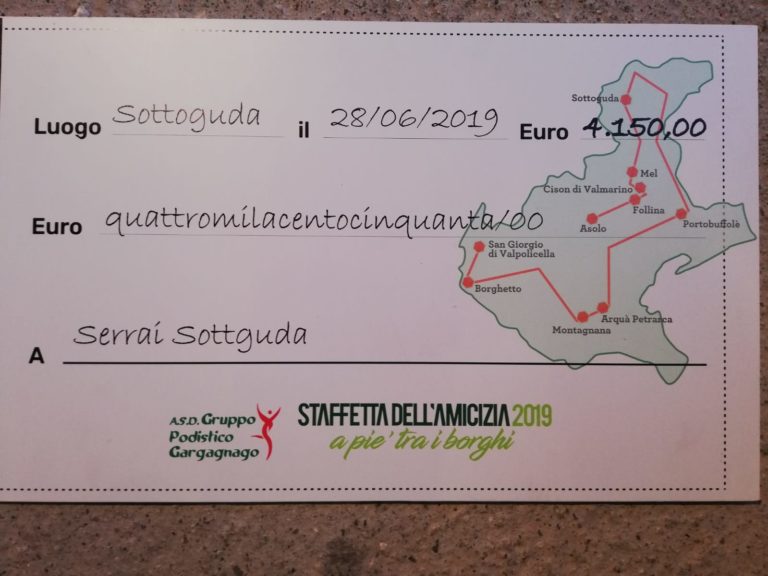 Luogo Sottoguda il 28/06/2019 Euro 4.150,00
Euro quattromilacentocinquanta/00
A Serrai Sottguda
Sottoguda
Mel
Cison di Valmarino
Follina
Asolo
Portobuffolè
San Giorgio
di Valpolicella
Borghetto
Arquà Petrarca
Montagnana
A.S.D. Gruppo
Podistico
Gargagnago
STAFFETTA DELL'AMICIZIA 2019
a pie' tra i borghi